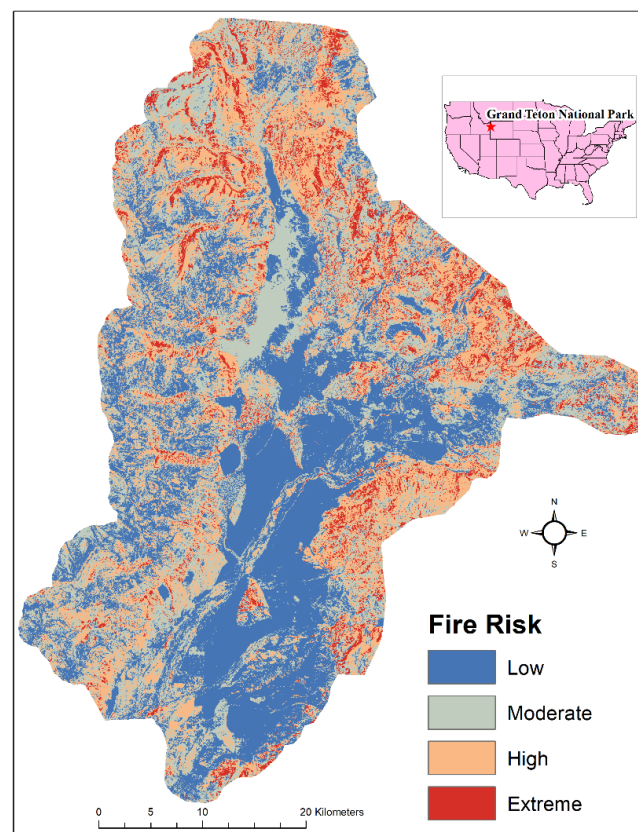 Grand Teton National Park
N
W E
S
Fire Risk
Low
Moderate
High
Extreme
0 5 10 20 Kilometers